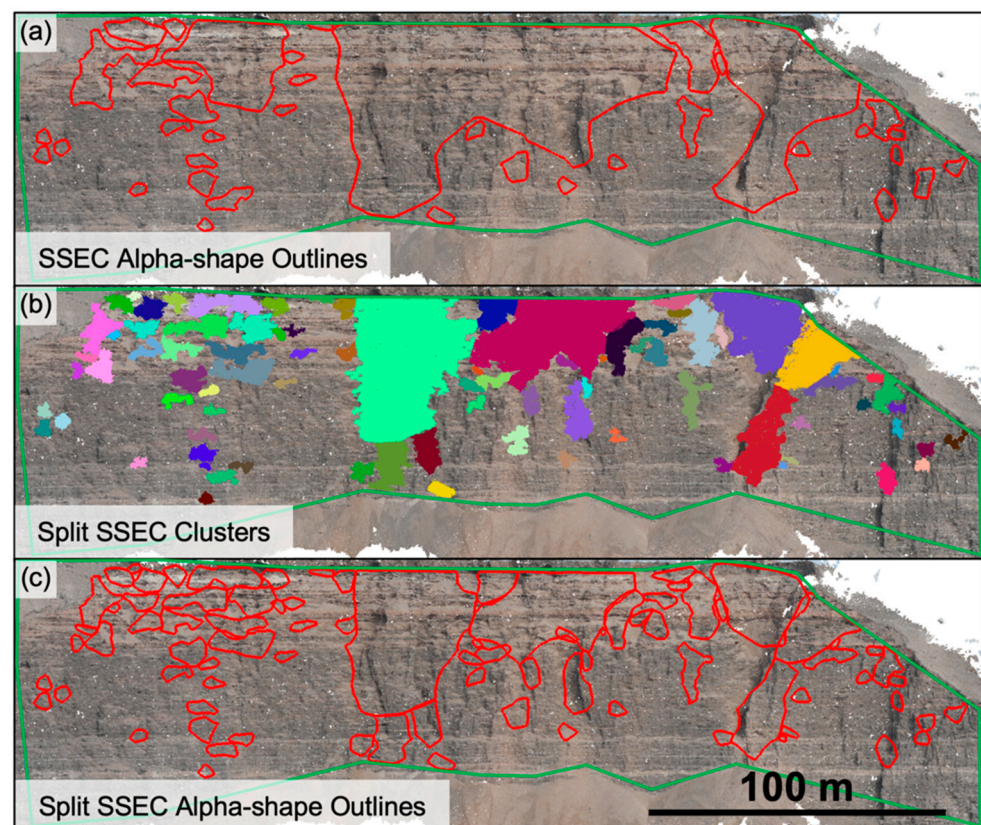 (a)
SSEC Alpha-shape Outlines
(b)
Split SSEC Clusters
(c)
100 m
Split SSEC Alpha-shape Outlines